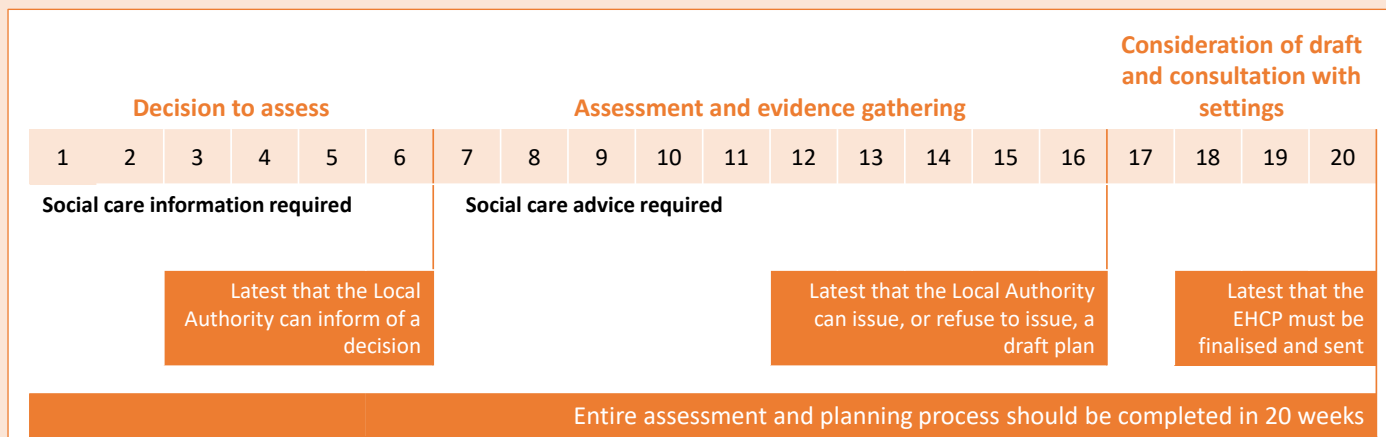 Consideration of draft
and consultation with
settings
Decision to assess
Assessment and evidence gathering
1 2 3 4 5 6 7 8 9 10 11 12 13 14 15 16 17 18 19 20
Social care information required
Social care advice required
Latest that the Local
Authority can inform of a
decision
Latest that the Local Authority
can issue, or refuse to issue, a
draft plan
Latest that the
EHCP must be
finalised and sent
Entire assessment and planning process should be completed in 20 weeks